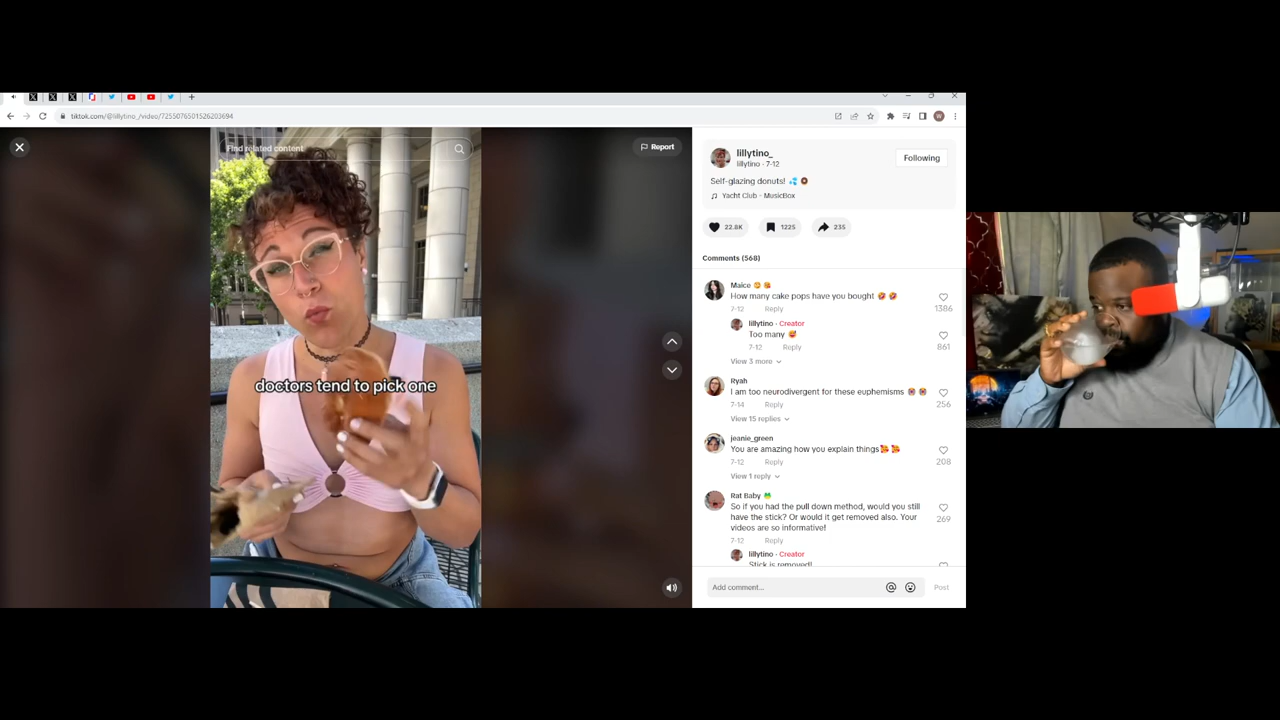 tiktok.com/@lillytino_/video/7255076501526203694
Find related content
Report
doctors tend to pick one
lillytino_
lillytino · 7-12
Following
Self-glazing donuts! 💦 🍩
Yacht Club - MusicBox
22.8K
1225
235
Comments (568)
Maice
How many cake pops have you bought
7-12 Reply
1386
lillytino · Creator
Too many
7-12 Reply
861
View 3 more
Ryah
I am too neurodivergent for these euphemisms
7-14 Reply
256
View 15 replies
jeanie_green
You are amazing how you explain things
7-12 Reply
208
View 1 reply
Rat Baby 🐸
So if you had the pull down method, would you still
have the stick? Or would it get removed also. Your
videos are so informative!
7-12 Reply
269
lillytino · Creator
Stick is removed!
Add comment...
Post